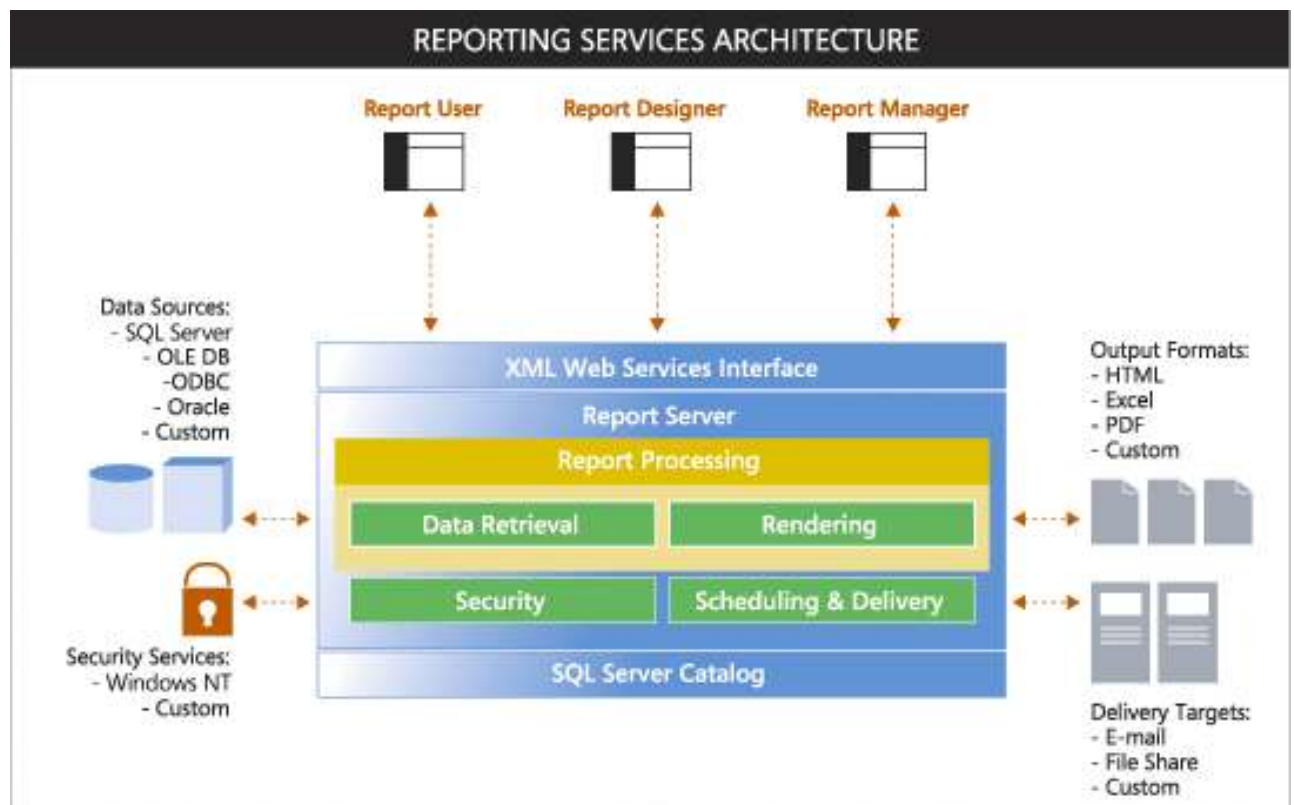 REPORTING SERVICES ARCHITECTURE
Report User
Report Designer
Report Manager
Data Sources:
- SQL Server
- OLE DB
-ODBC
- Oracle
- Custom
XML Web Services Interface
Report Server
Report Processing
Data Retrieval
Rendering
Security
Scheduling & Delivery
SQL Server Catalog
Output Formats:
- HTML
- Excel
- PDF
- Custom
Security Services:
- Windows NT
- Custom
Delivery Targets:
- E-mail
- File Share
- Custom